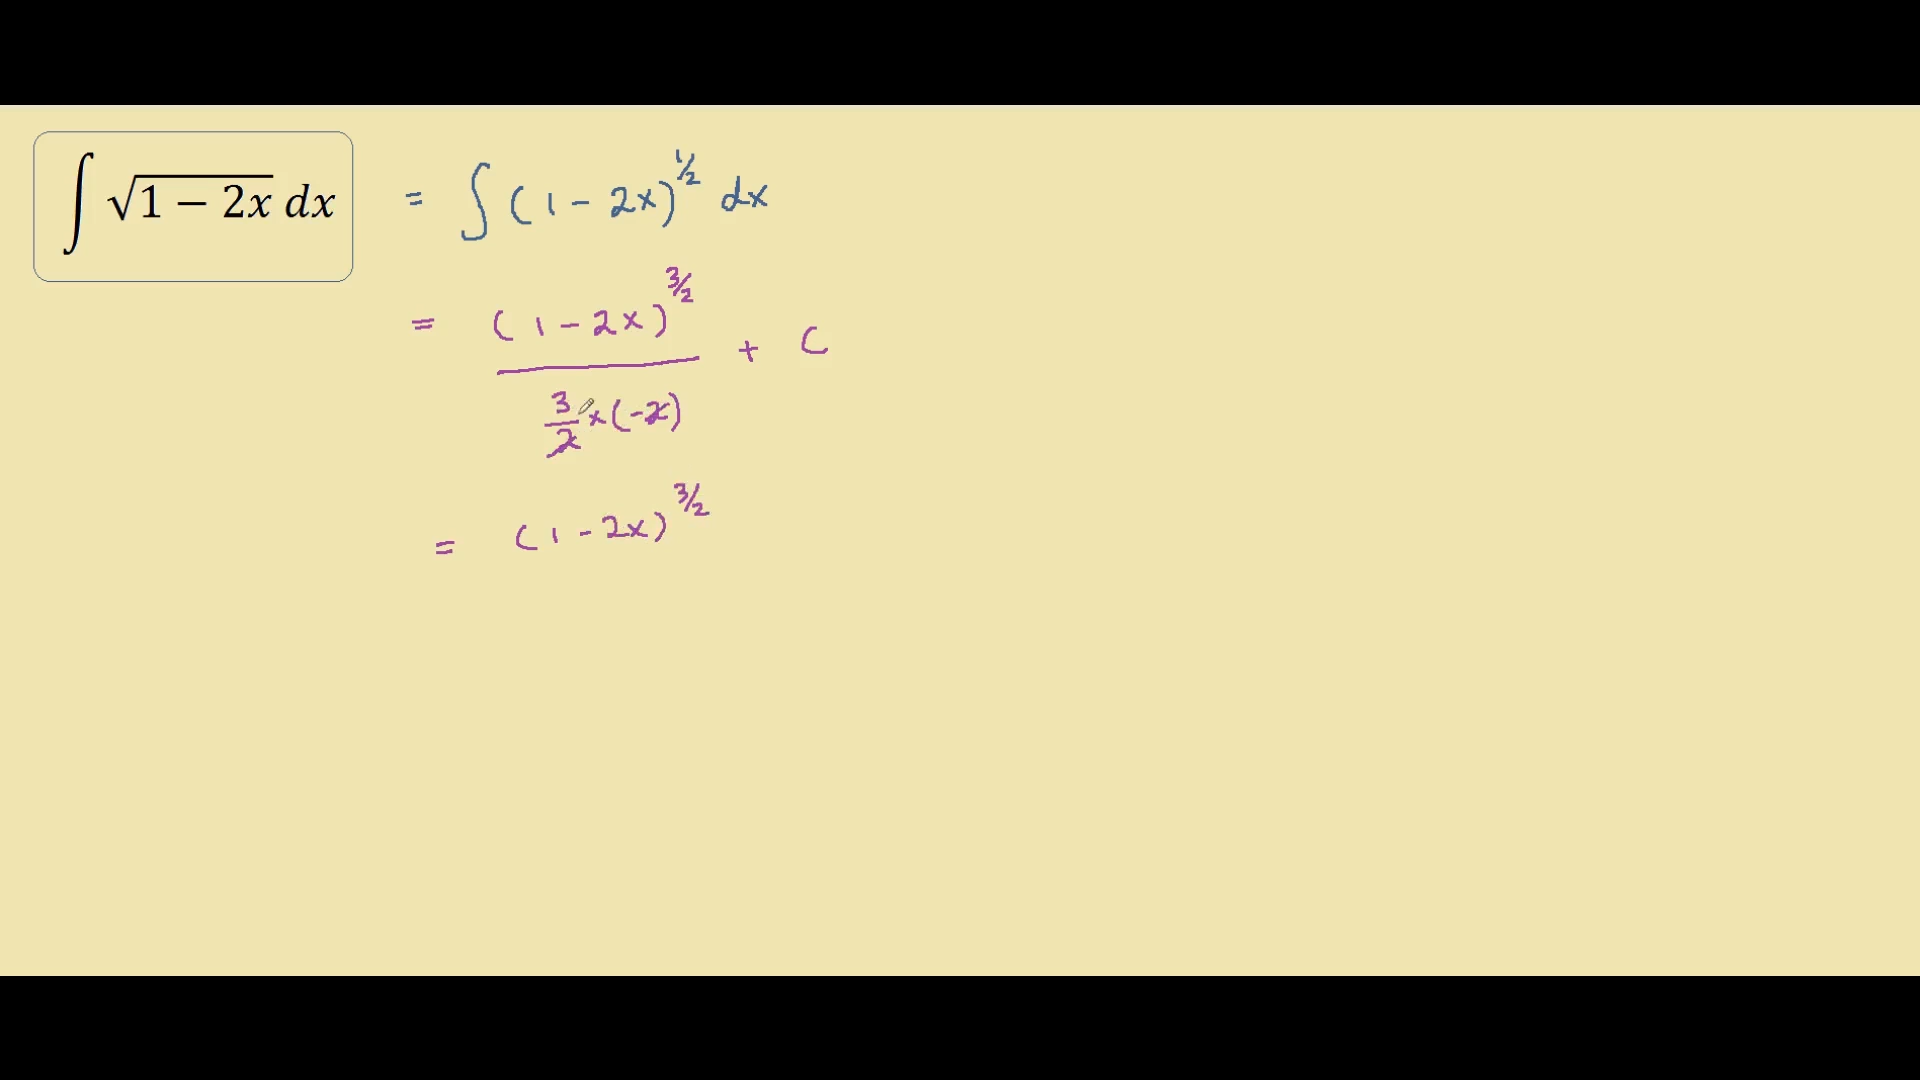 ∫ √(1 − 2x) dx = ∫ (1 − 2x)^(1/2) dx
= (1 − 2x)^(3/2) / (3/2 × (−2)) + C
= (1 − 2x)^(3/2)